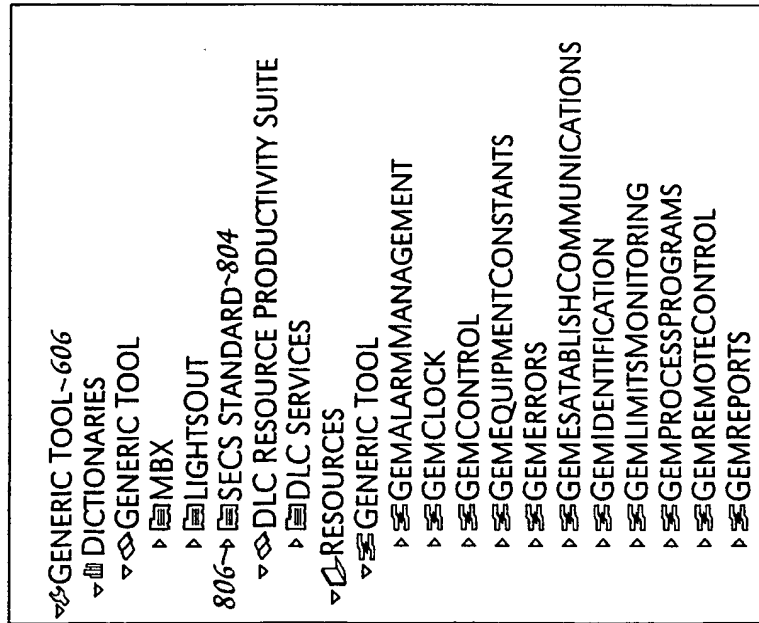 GENERIC TOOL~606
DICTIONARIES
GENERIC TOOL
MBX
LIGHTSOUT
806→SECS STANDARD~804
DLC RESOURCE PRODUCTIVITY SUITE
DLC SERVICES
RESOURCES
GENERIC TOOL
GEMALARMMANAGEMENT
GEMCLOCK
GEMCONTROL
GEMEQUIPMENTCONSTANTS
GEMERRORS
GEMESATABLISHCOMMUNICATIONS
GEMIDENTIFICATION
GEMLIMITSMONITORING
GEMPROCESSPROGRAMS
GEMREMOTECONTROL
GEMREPORTS